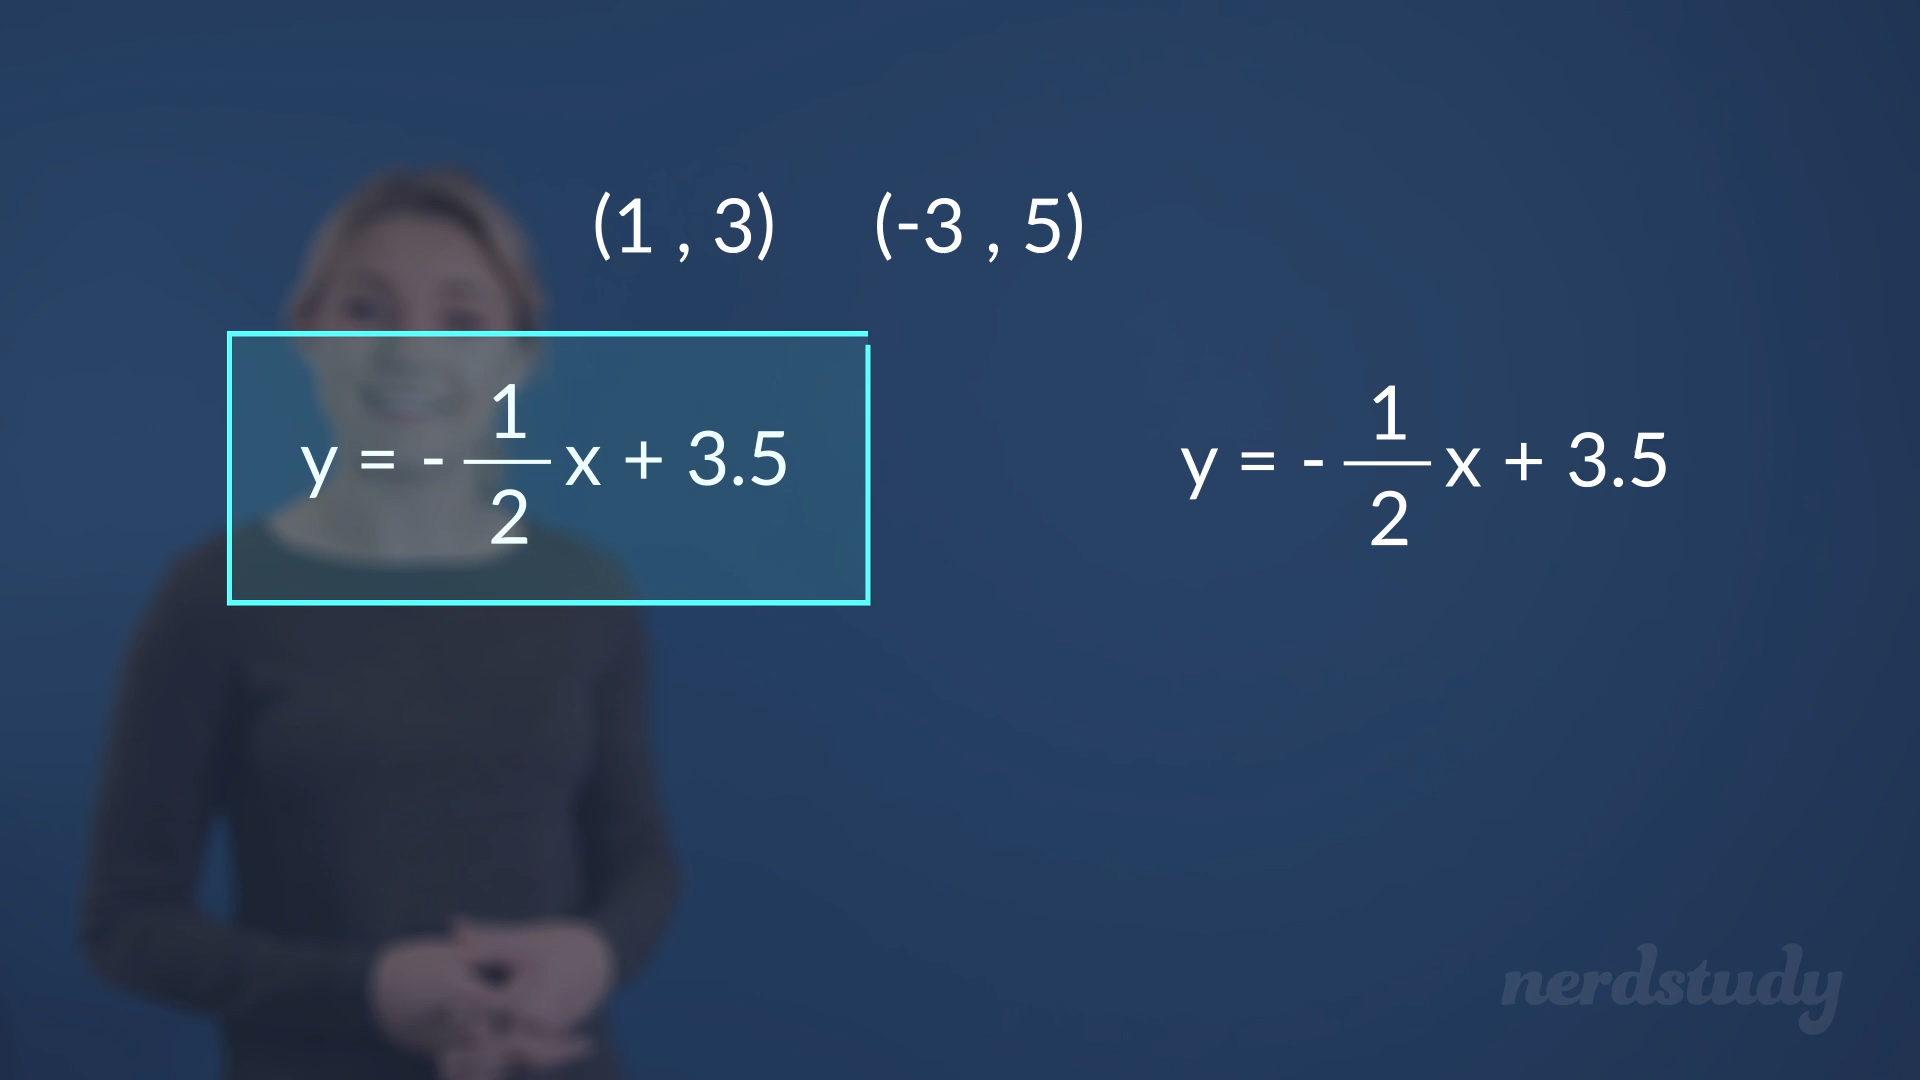 (1 , 3) (-3 , 5)
y = - 1/2 x + 3.5
y = - 1/2 x + 3.5
nerdstudy